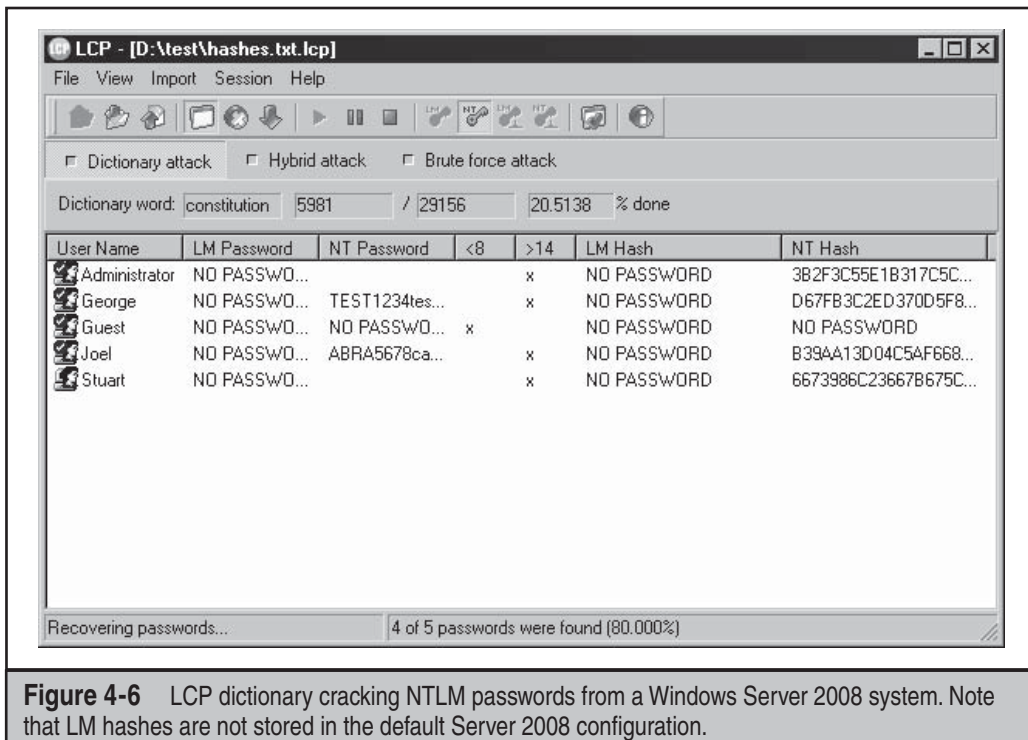 LCP - [D:\test\hashes.txt.lcp]
File View Import Session Help
LM NT LM NT
Dictionary attack Hybrid attack Brute force attack
Dictionary word: constitution 5981 / 29156 20.5138 % done
User Name LM Password NT Password <8 >14 LM Hash NT Hash
Administrator NO PASSWO... x NO PASSWORD 3B2F3C55E1B317C5C...
George NO PASSWO... TEST1234tes... x NO PASSWORD D67FB3C2ED370D5F8...
Guest NO PASSWO... NO PASSWO... x NO PASSWORD NO PASSWORD
Joel NO PASSWO... ABRA5678ca... x NO PASSWORD B39AA13D04C5AF668...
Stuart NO PASSWO... x NO PASSWORD 6673986C23667B675C...
Recovering passwords... 4 of 5 passwords were found (80.000%)
Figure 4-6 LCP dictionary cracking NTLM passwords from a Windows Server 2008 system. Note
that LM hashes are not stored in the default Server 2008 configuration.